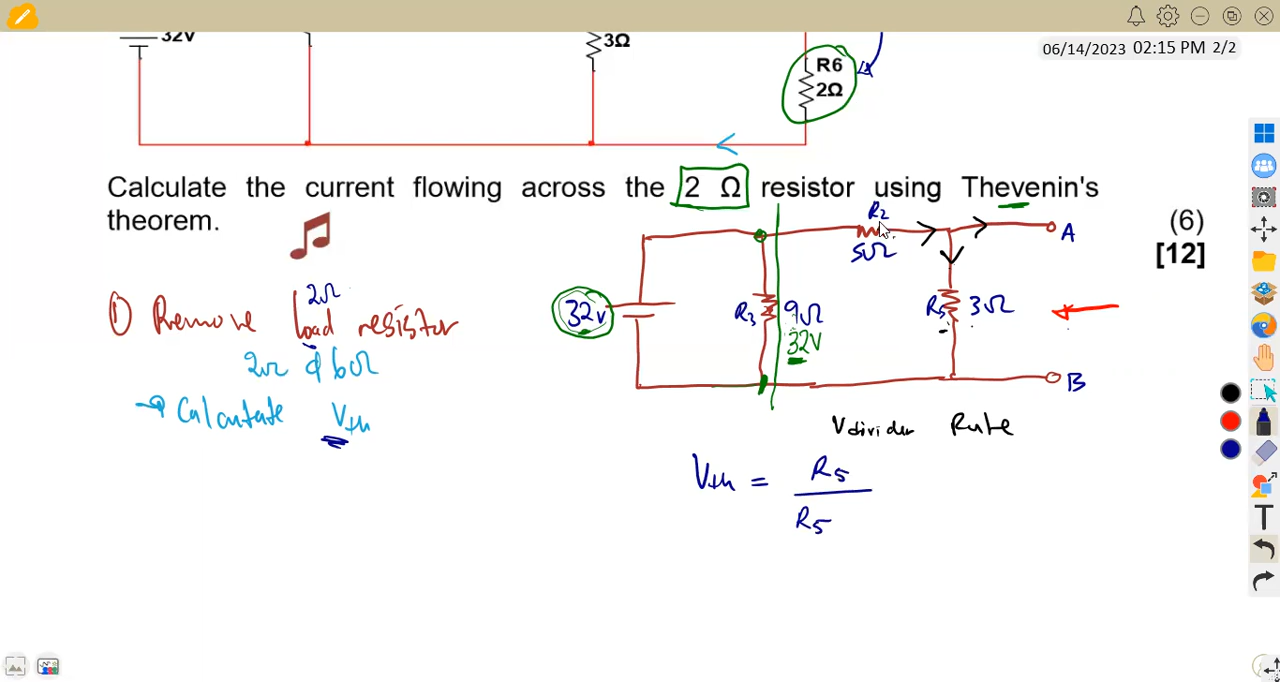 06/14/2023 02:15 PM 2/2
32V
3Ω
R6
2Ω
Calculate the current flowing across the 2 Ω resistor using Thevenin's
theorem.
(6)
[12]
① Remove load resistor
2Ω
2Ω & 6Ω
→ Calculate Vth
32V
R3 9Ω
32V
R2
5Ω
R5 3Ω
A
B
Vdivider Rule
Vth = R5
R5
T